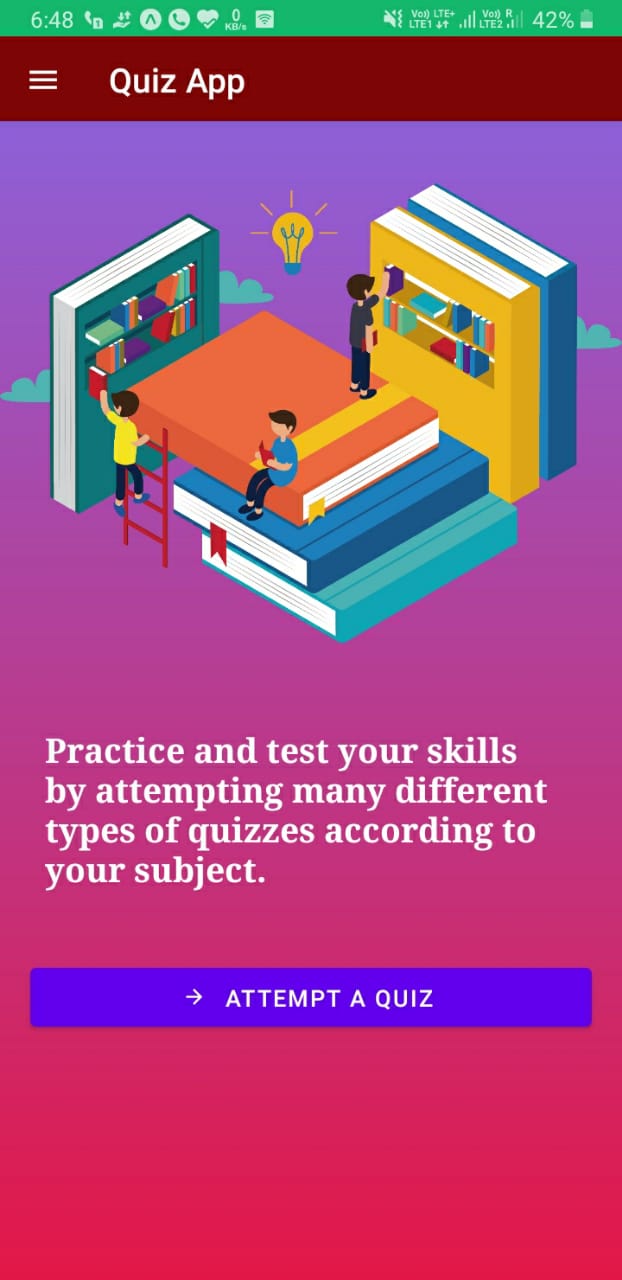 6:48 0 KB/s Vo) LTE+ LTE1 Vo) R LTE2 42%
Quiz App
Practice and test your skills
by attempting many different
types of quizzes according to
your subject.
ATTEMPT A QUIZ